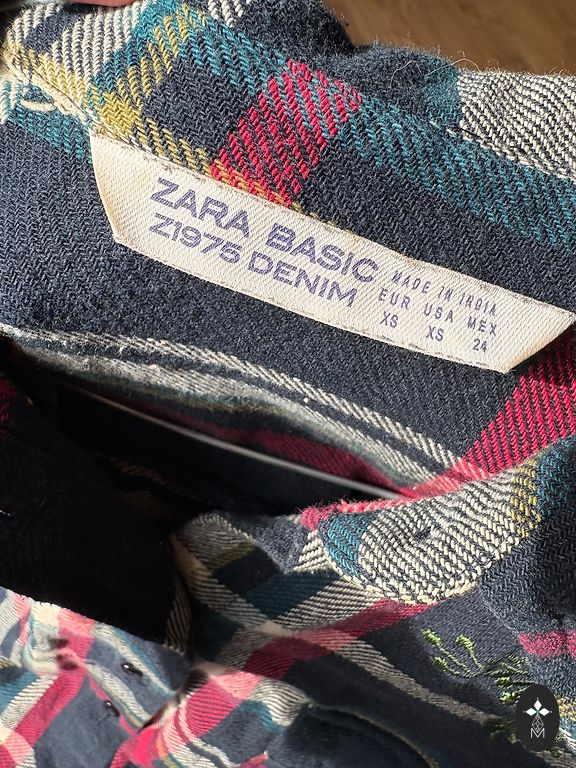 ZARA BASIC
Z1975 DENIM
MADE IN INDIA
EUR USA MEX
XS XS 24
M